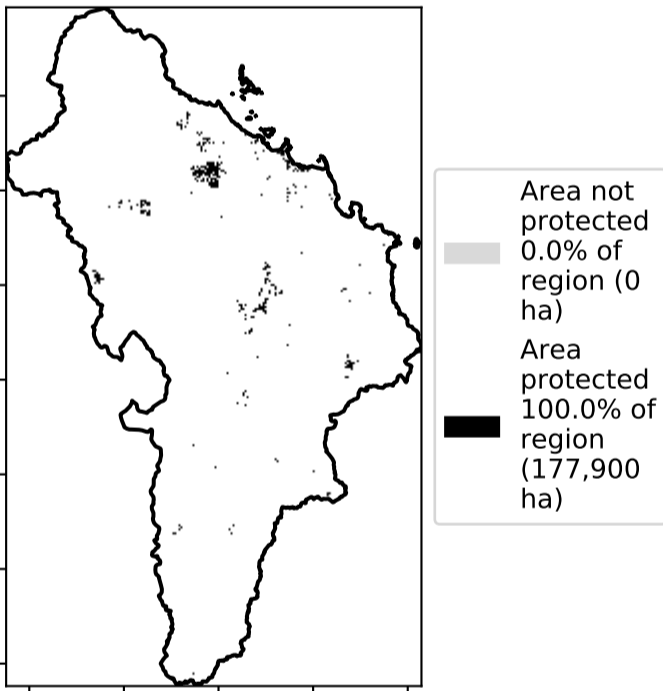 Area not
protected
0.0% of
region (0
ha)
Area
protected
100.0% of
region
(177,900
ha)